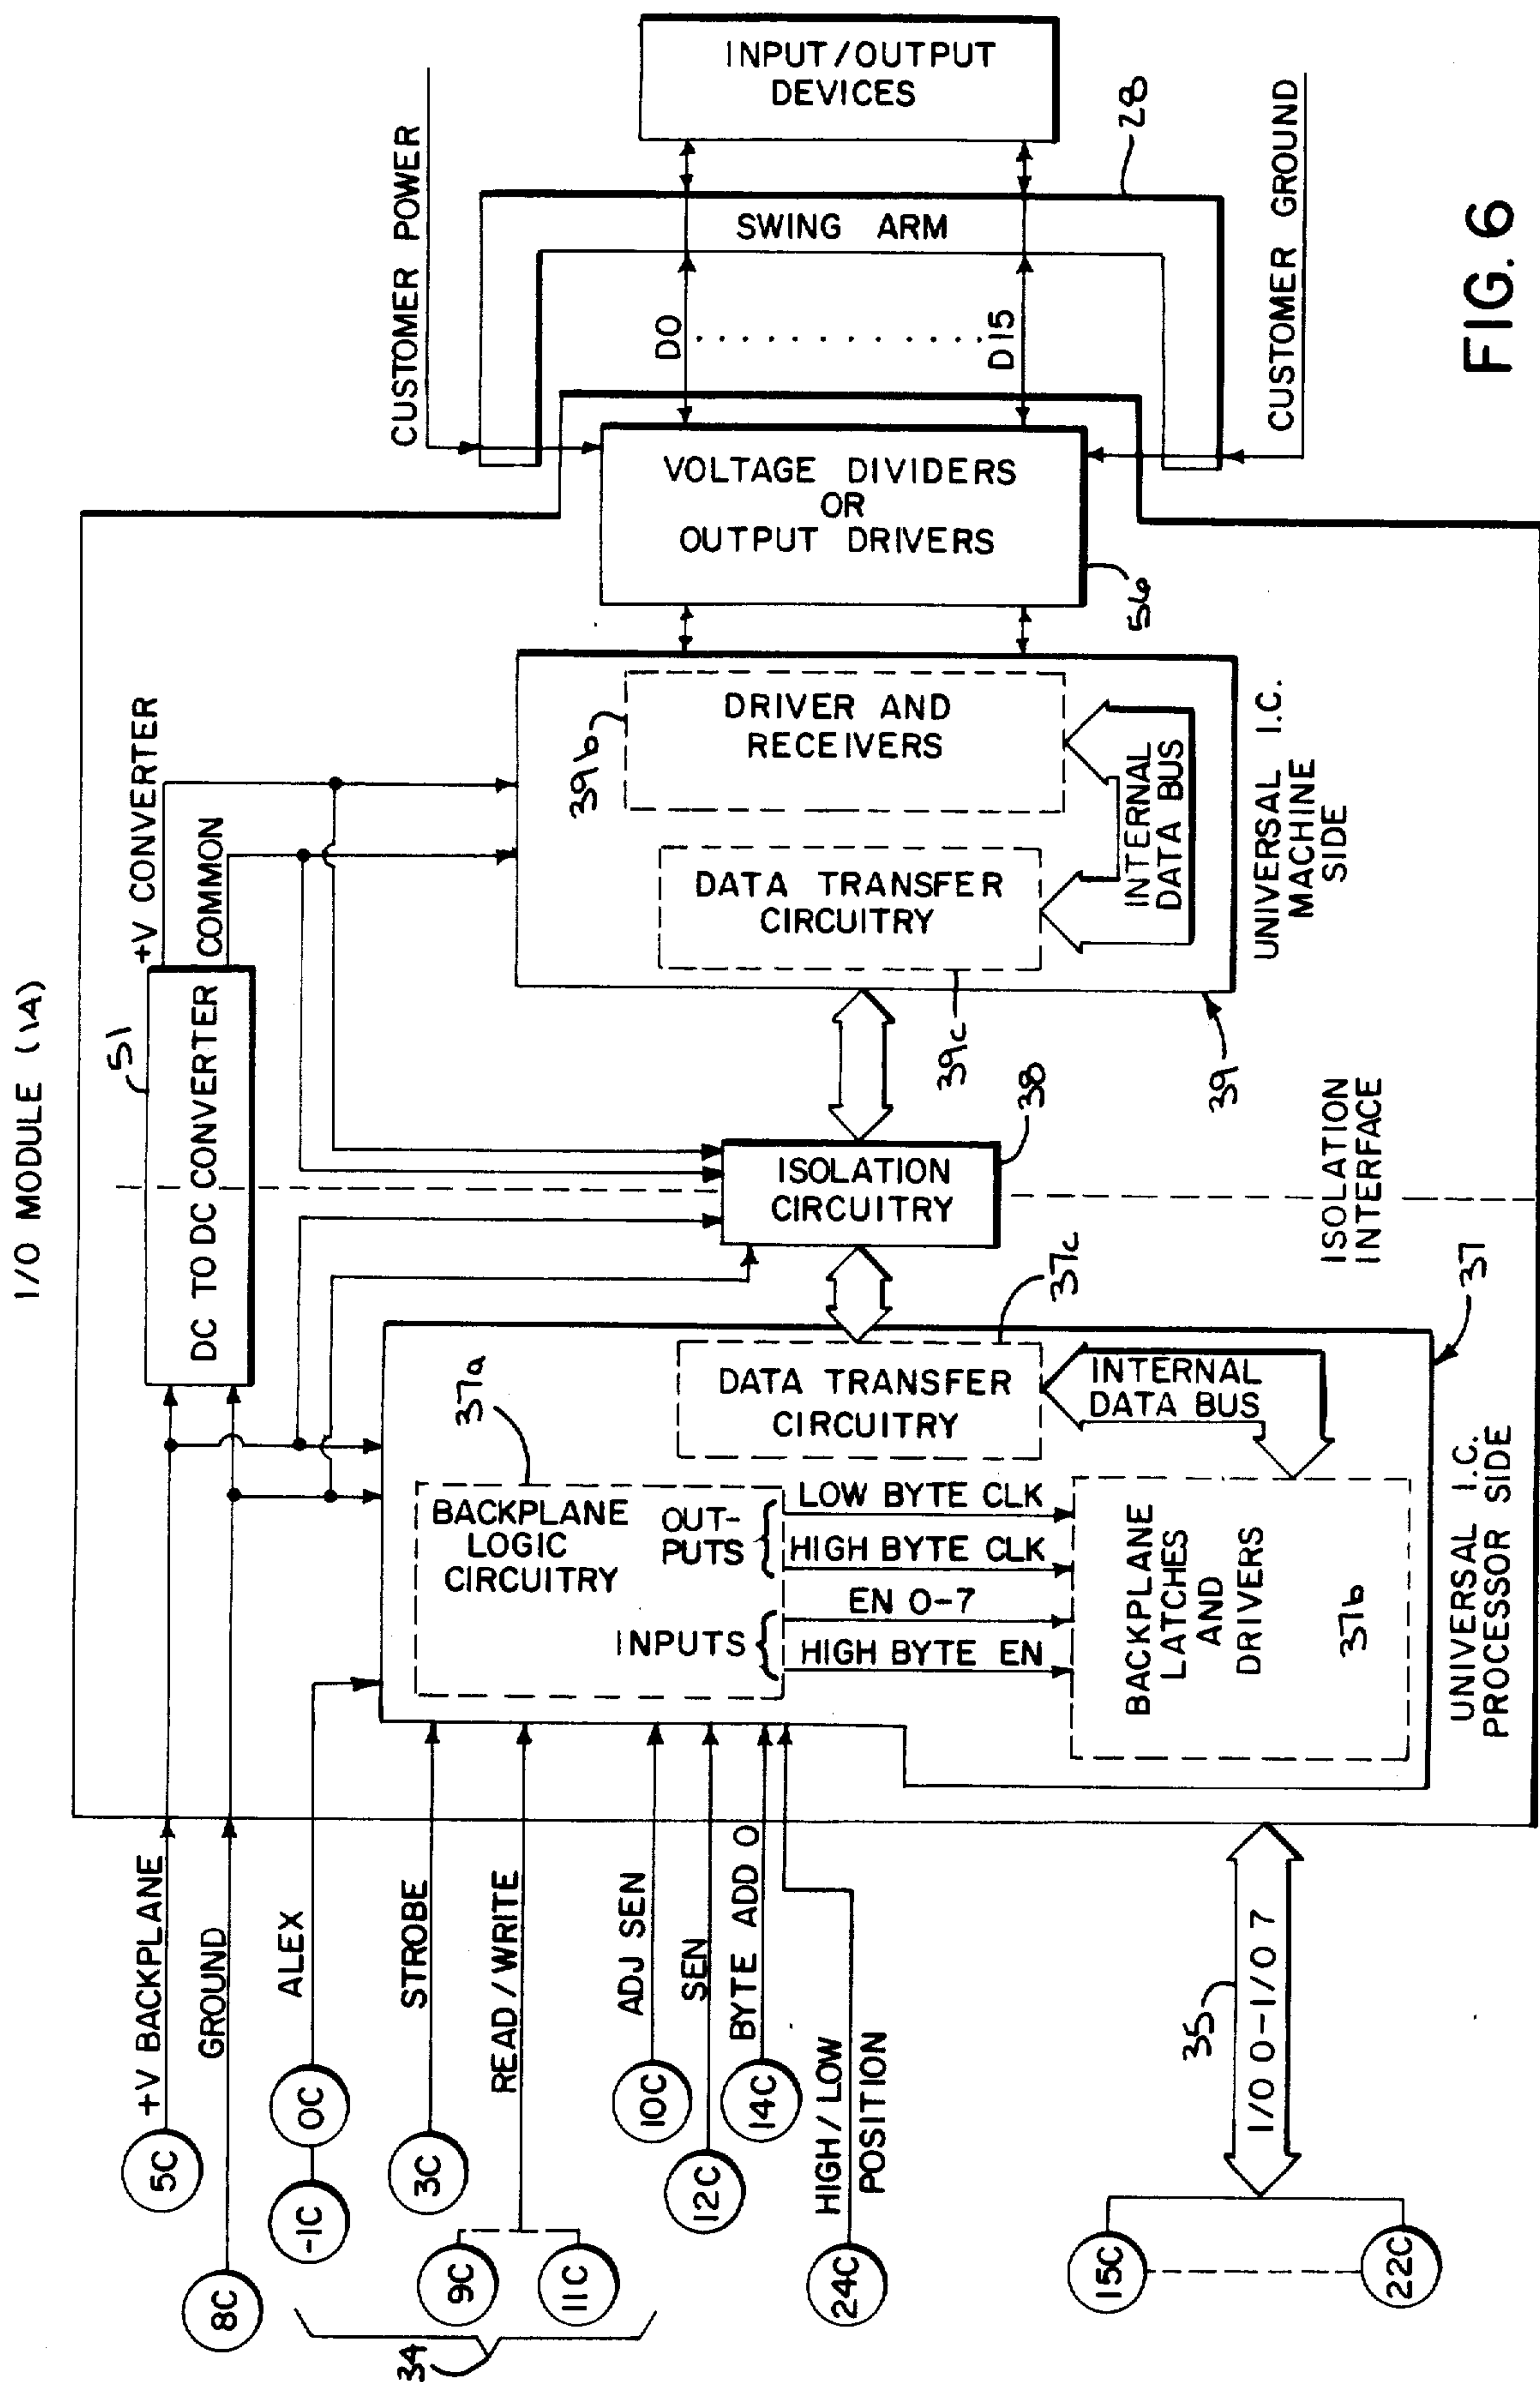 I/O MODULE (14)
5C
+V BACKPLANE
8C
GROUND
-1C
0C
ALEX
3C
STROBE
9C
11C
READ/WRITE
34
10C
ADJ SEN
12C
SEN
14C
BYTE ADD 0
24C
HIGH/LOW
POSITION
15C
22C
35
I/O 0-I/O 7
51
DC TO DC CONVERTER
+V CONVERTER
COMMON
37a
BACKPLANE
LOGIC
CIRCUITRY
OUT-
PUTS
INPUTS
LOW BYTE CLK
HIGH BYTE CLK
EN 0-7
HIGH BYTE EN
BACKPLANE
LATCHES
AND
DRIVERS
37b
DATA TRANSFER
CIRCUITRY
37c
INTERNAL
DATA BUS
UNIVERSAL I.C.
PROCESSOR SIDE
37
ISOLATION
CIRCUITRY
38
ISOLATION
INTERFACE
39b
DRIVER AND
RECEIVERS
DATA TRANSFER
CIRCUITRY
39c
INTERNAL
DATA BUS
39
UNIVERSAL I.C.
MACHINE
SIDE
VOLTAGE DIVIDERS
OR
OUTPUT DRIVERS
56
CUSTOMER POWER
D0
D15
SWING ARM
28
CUSTOMER GROUND
INPUT/OUTPUT
DEVICES
FIG. 6